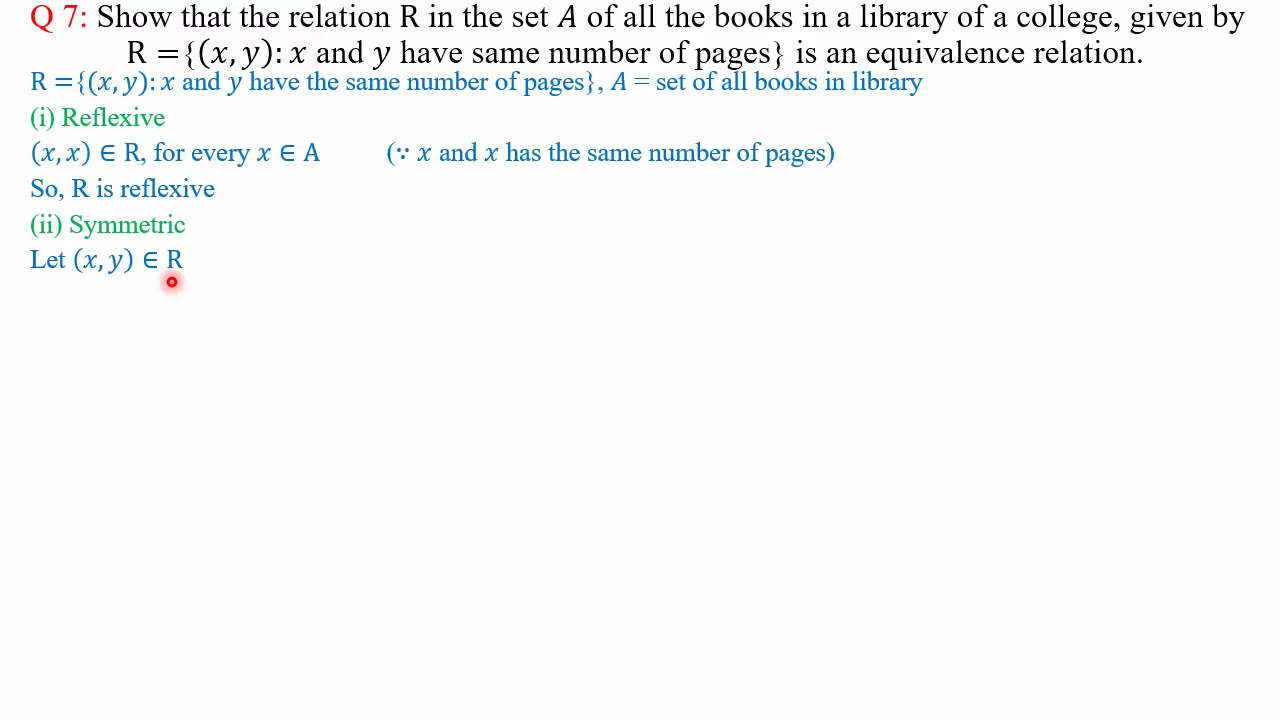 Q 7: Show that the relation R in the set A of all the books in a library of a college, given by
R ={(x, y): x and y have same number of pages} is an equivalence relation.
R ={(x, y): x and y have the same number of pages}, A = set of all books in library
(i) Reflexive
(x, x) ∈ R, for every x ∈ A (∵ x and x has the same number of pages)
So, R is reflexive
(ii) Symmetric
Let (x, y) ∈ R